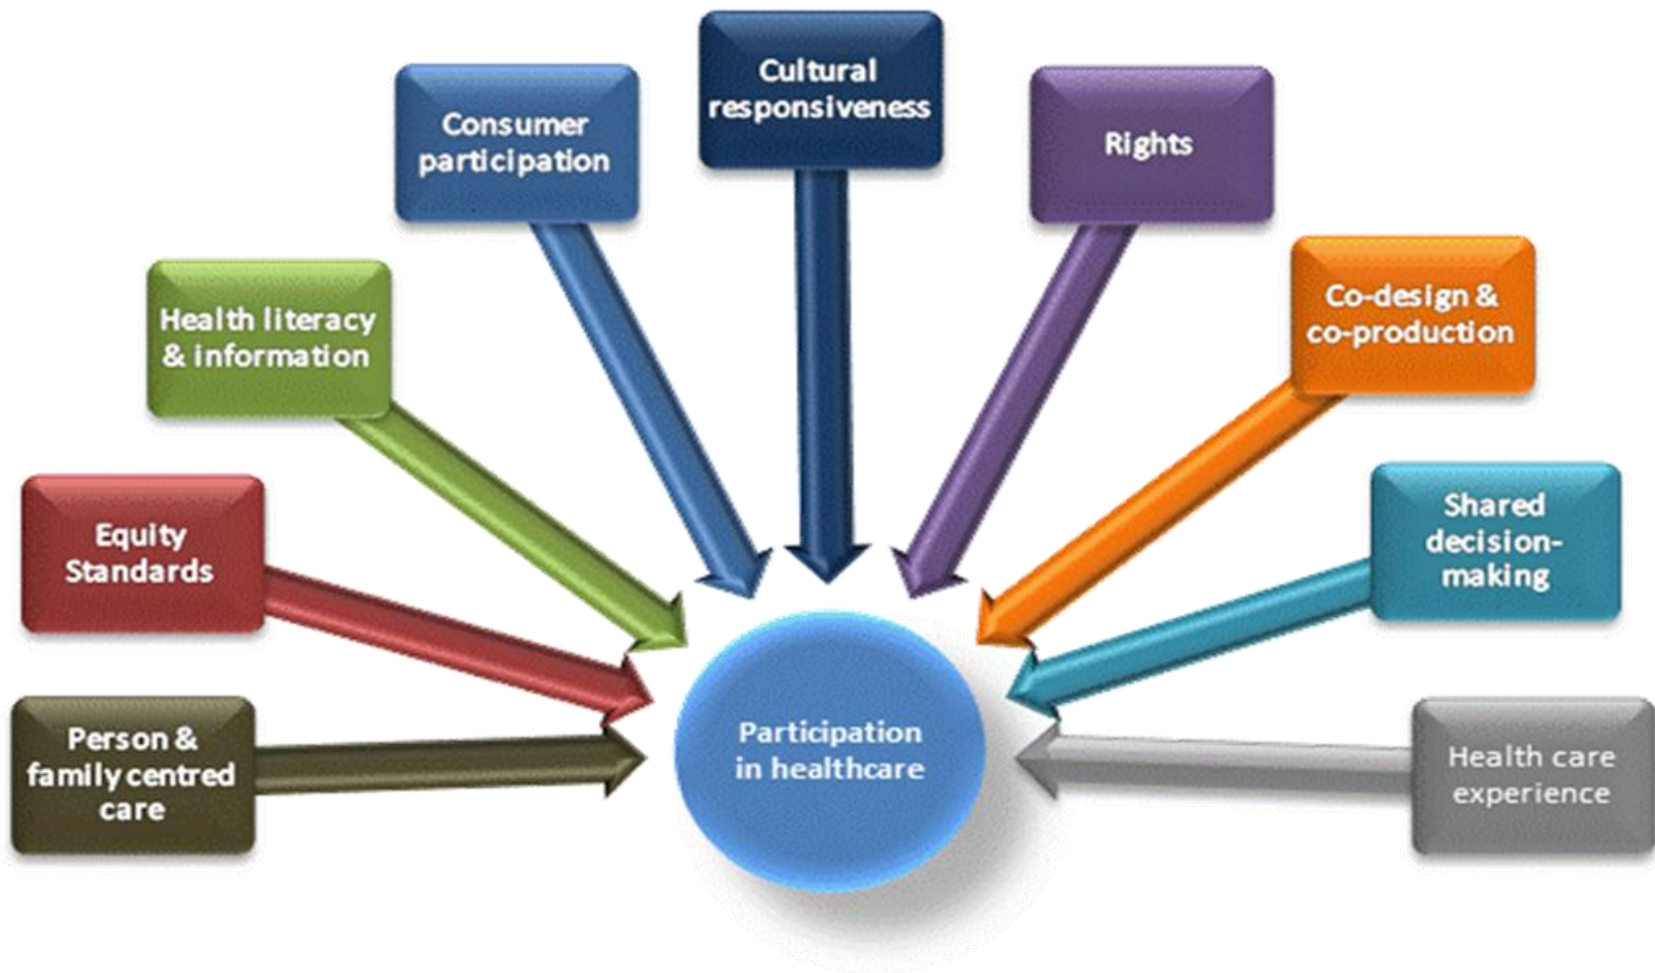 Cultural
responsiveness
Consumer
participation
Rights
Health literacy
& information
Co-design &
co-production
Equity
Standards
Shared
decision-
making
Person &
family centred
care
Participation
in healthcare
Health care
experience